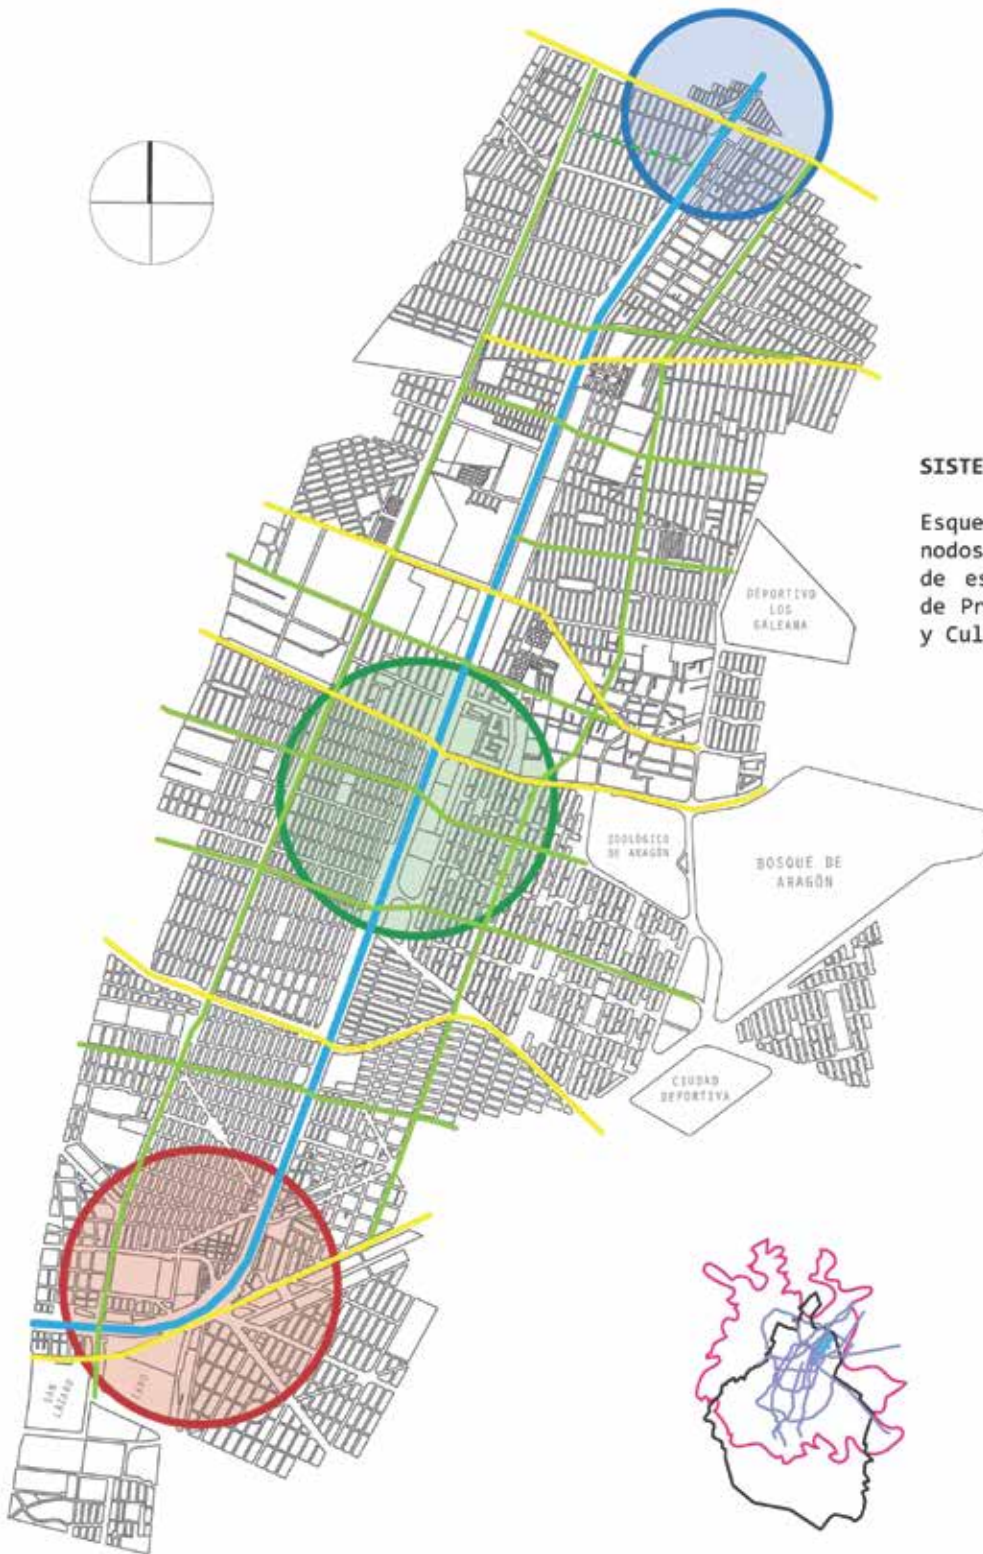 SISTE
Esque
nodos
de es
de Pr
y Cul
DEPORTIVO
LOS
GALEANA
ZOOLÓGICO
DE ARAGÓN
BOSQUE DE
ARAGÓN
CIUDAD
DEPORTIVA
SAN
LÁZARO